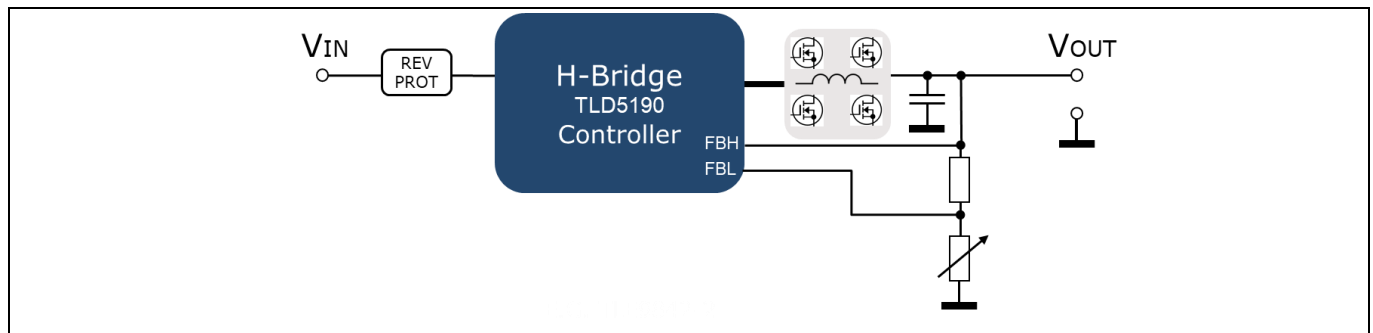 VIN
REV
PROT
H-Bridge
TLD5190
Controller
FBH
FBL
VOUT